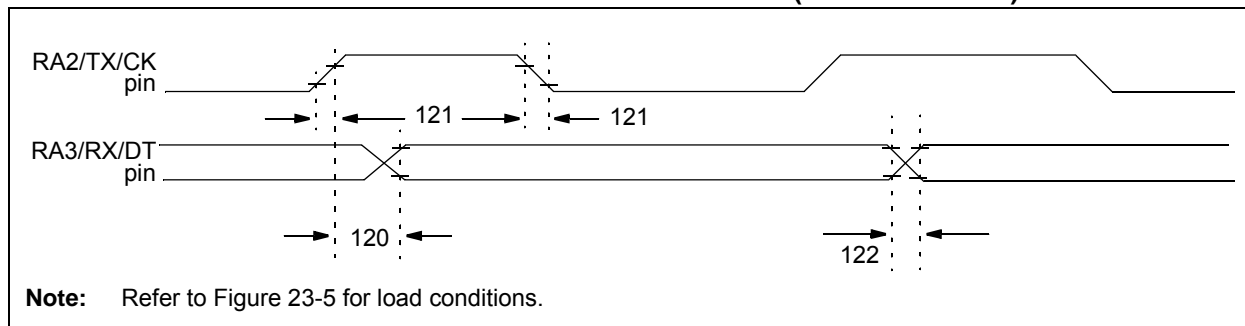 RA2/TX/CK
pin
121
121
RA3/RX/DT
pin
120
122
Note: Refer to Figure 23-5 for load conditions.